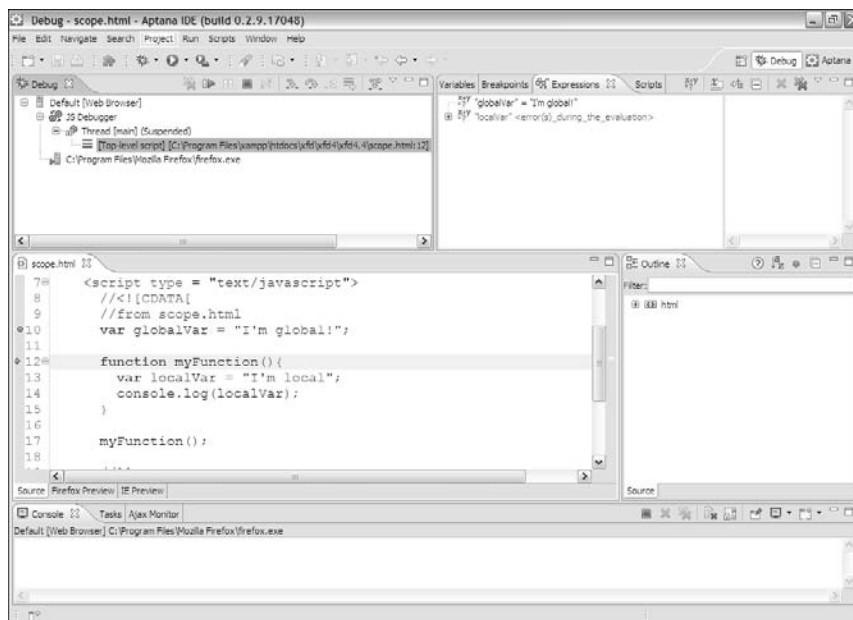 Debug - scope.html - Aptana IDE (build 0.2.9.17048)
File Edit Navigate Search Project Run Scripts Window Help
Debug Aptana
Debug
Default [Web Browser]
JS Debugger
Thread [main] (Suspended)
[Top-level script] [C:\Program Files\xampp\htdocs\xfd\xfd4\xfd4.4\scope.html:12]
C:\Program Files\Mozilla Firefox\firefox.exe
Variables Breakpoints Expressions Scripts
"globalVar" = "I'm global!"
"localVar" <error(s)_during_the_evaluation>
scope.html
7 <script type = "text/javascript">
8 //<![CDATA[
9 //from scope.html
10 var globalVar = "I'm global!";
11
12 function myFunction(){
13 var localVar = "I'm local";
14 console.log(localVar);
15 }
16
17 myFunction();
18
Source Firefox Preview IE Preview
Outline
Filter:
html
Source
Console Tasks Ajax Monitor
Default [Web Browser] C:\Program Files\Mozilla Firefox\firefox.exe